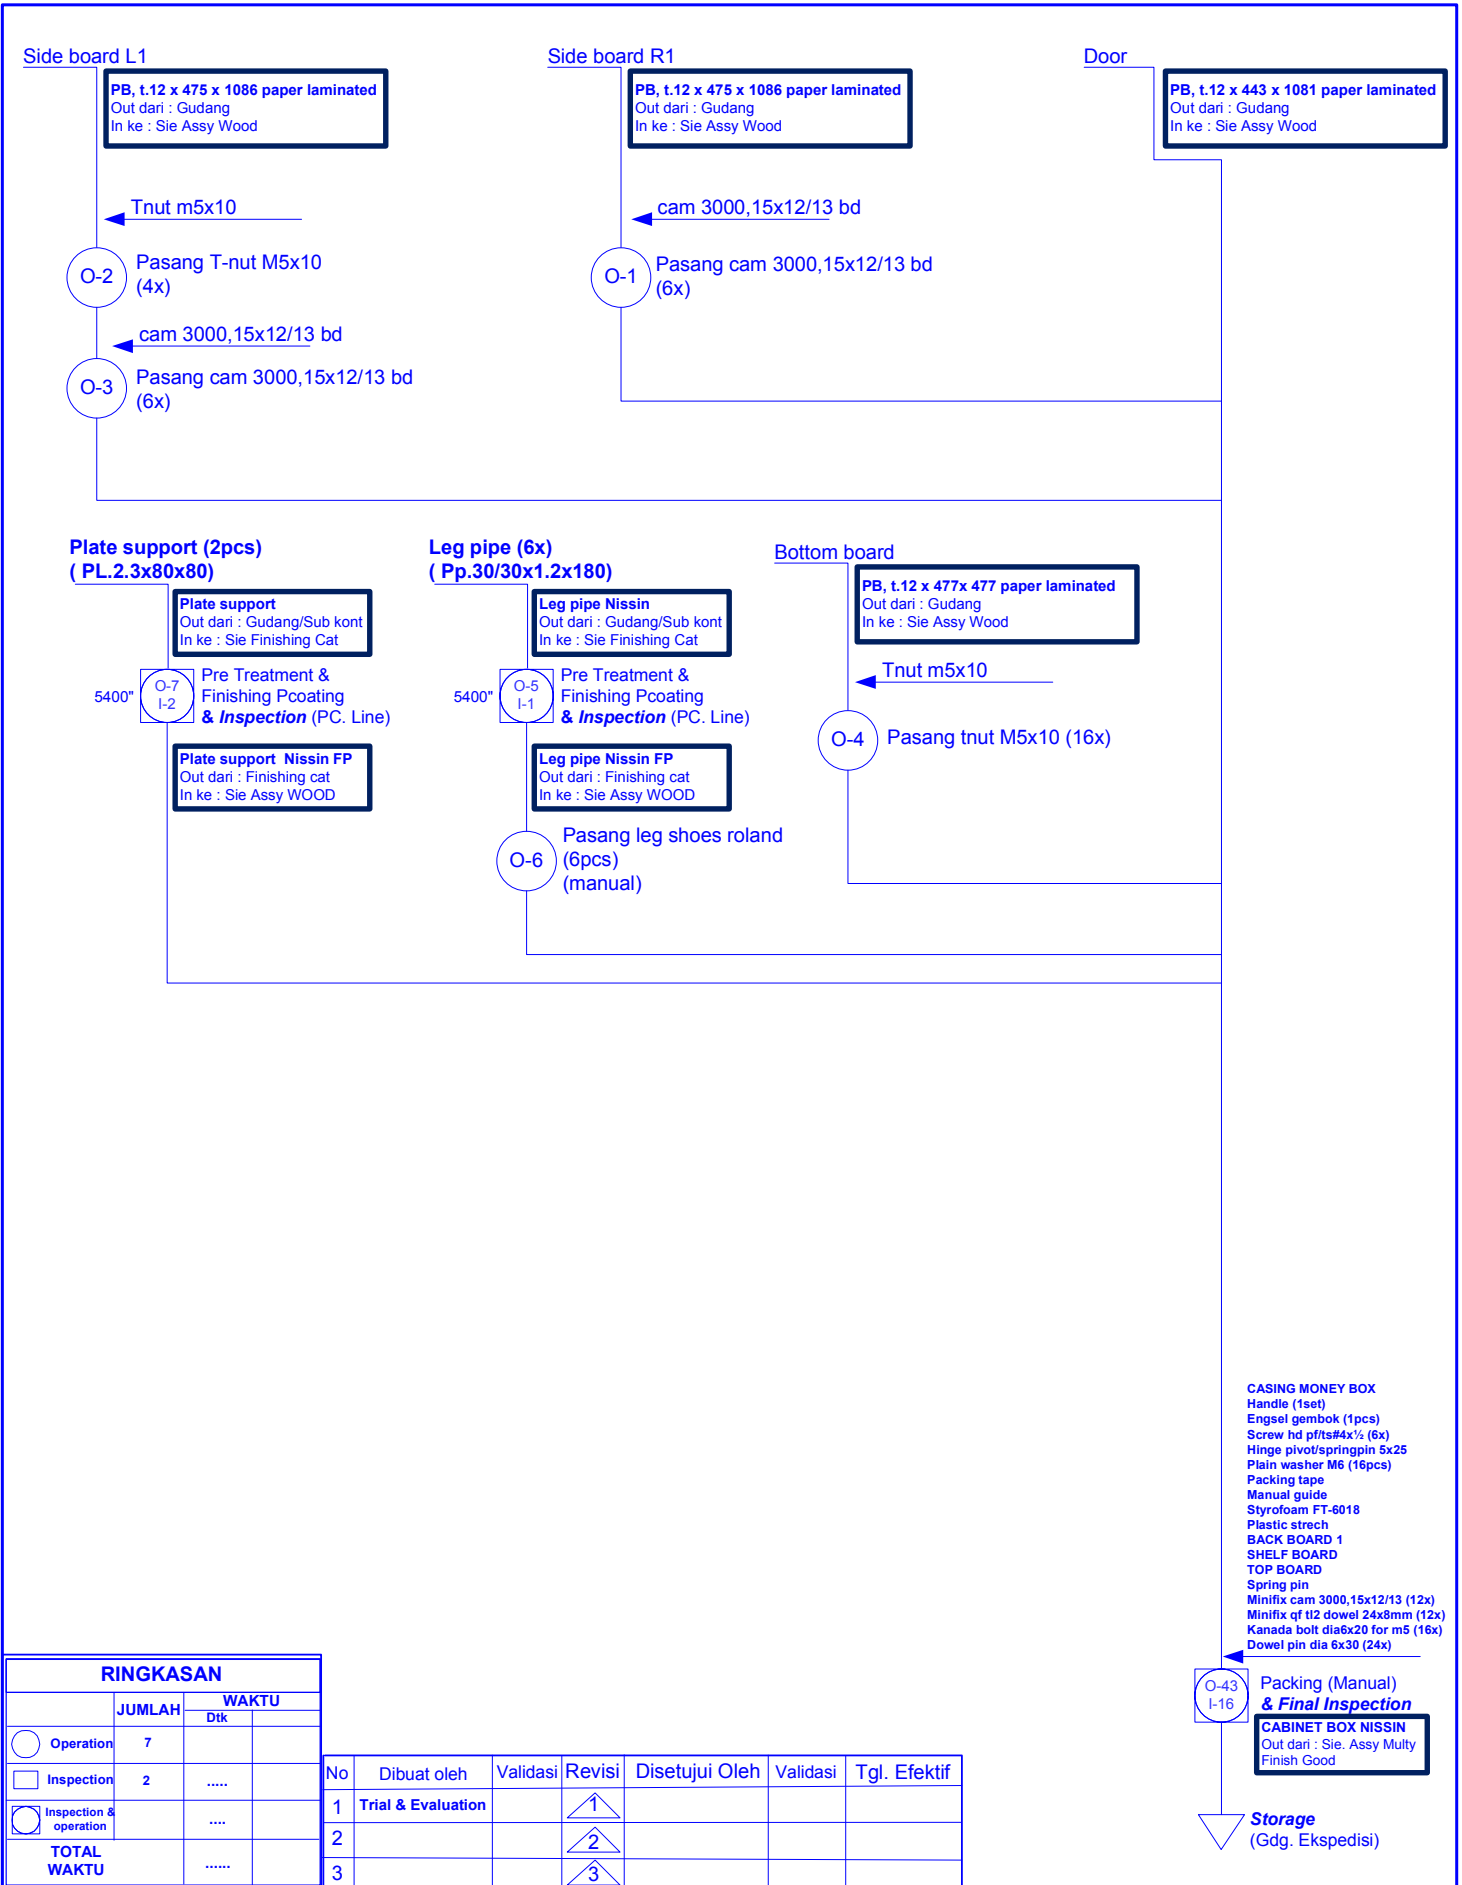 Side board L1
PB, t.12 x 475 x 1086 paper laminated
Out dari : Gudang
In ke : Sie Assy Wood
Tnut m5x10
O-2
Pasang T-nut M5x10
(4x)
cam 3000,15x12/13 bd
O-3
Pasang cam 3000,15x12/13 bd
(6x)
Side board R1
PB, t.12 x 475 x 1086 paper laminated
Out dari : Gudang
In ke : Sie Assy Wood
cam 3000,15x12/13 bd
O-1
Pasang cam 3000,15x12/13 bd
(6x)
Door
PB, t.12 x 443 x 1081 paper laminated
Out dari : Gudang
In ke : Sie Assy Wood
Plate support (2pcs)
( PL.2.3x80x80)
Plate support
Out dari : Gudang/Sub kont
In ke : Sie Finishing Cat
5400"
O-7
I-2
Pre Treatment &
Finishing Pcoating
& Inspection (PC. Line)
Plate support Nissin FP
Out dari : Finishing cat
In ke : Sie Assy WOOD
Leg pipe (6x)
( Pp.30/30x1.2x180)
Leg pipe Nissin
Out dari : Gudang/Sub kont
In ke : Sie Finishing Cat
5400"
O-5
I-1
Pre Treatment &
Finishing Pcoating
& Inspection (PC. Line)
Leg pipe Nissin FP
Out dari : Finishing cat
In ke : Sie Assy WOOD
O-6
Pasang leg shoes roland
(6pcs)
(manual)
Bottom board
PB, t.12 x 477x 477 paper laminated
Out dari : Gudang
In ke : Sie Assy Wood
Tnut m5x10
O-4
Pasang tnut M5x10 (16x)
CASING MONEY BOX
Handle (1set)
Engsel gembok (1pcs)
Screw hd pf/ts#4x½ (6x)
Hinge pivot/springpin 5x25
Plain washer M6 (16pcs)
Packing tape
Manual guide
Styrofoam FT-6018
Plastic strech
BACK BOARD 1
SHELF BOARD
TOP BOARD
Spring pin
Minifix cam 3000,15x12/13 (12x)
Minifix qf tl2 dowel 24x8mm (12x)
Kanada bolt dia6x20 for m5 (16x)
Dowel pin dia 6x30 (24x)
O-43
I-16
Packing (Manual)
& Final Inspection
CABINET BOX NISSIN
Out dari : Sie. Assy Multy
Finish Good
Storage
(Gdg. Ekspedisi)
RINGKASAN
JUMLAH WAKTU
Dtk
Operation 7
Inspection 2 .....
Inspection &
operation ....
TOTAL
WAKTU ......
No Dibuat oleh Validasi Revisi Disetujui Oleh Validasi Tgl. Efektif
1 Trial & Evaluation 1
2 2
3 3